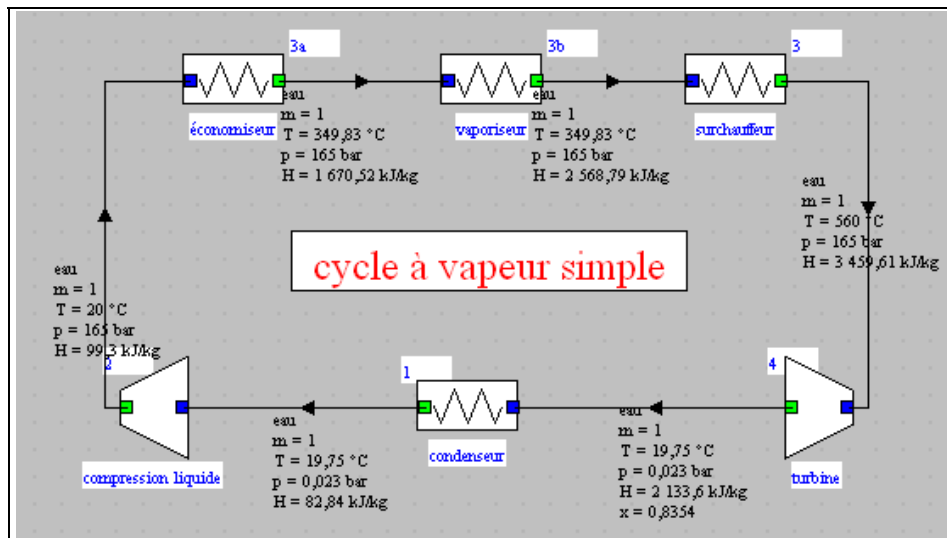 3a
3b
3
économiseur
vaporiseur
surchauffeur
eau
m = 1
T = 349,83 °C
p = 165 bar
H = 1 670,52 kJ/kg
eau
m = 1
T = 349,83 °C
p = 165 bar
H = 2 568,79 kJ/kg
eau
m = 1
T = 560 °C
p = 165 bar
H = 3 459,61 kJ/kg
cycle à vapeur simple
eau
m = 1
T = 20 °C
p = 165 bar
H = 99,3 kJ/kg
2
1
4
compression liquide
condenseur
turbine
eau
m = 1
T = 19,75 °C
p = 0,023 bar
H = 82,84 kJ/kg
eau
m = 1
T = 19,75 °C
p = 0,023 bar
H = 2 133,6 kJ/kg
x = 0,8354